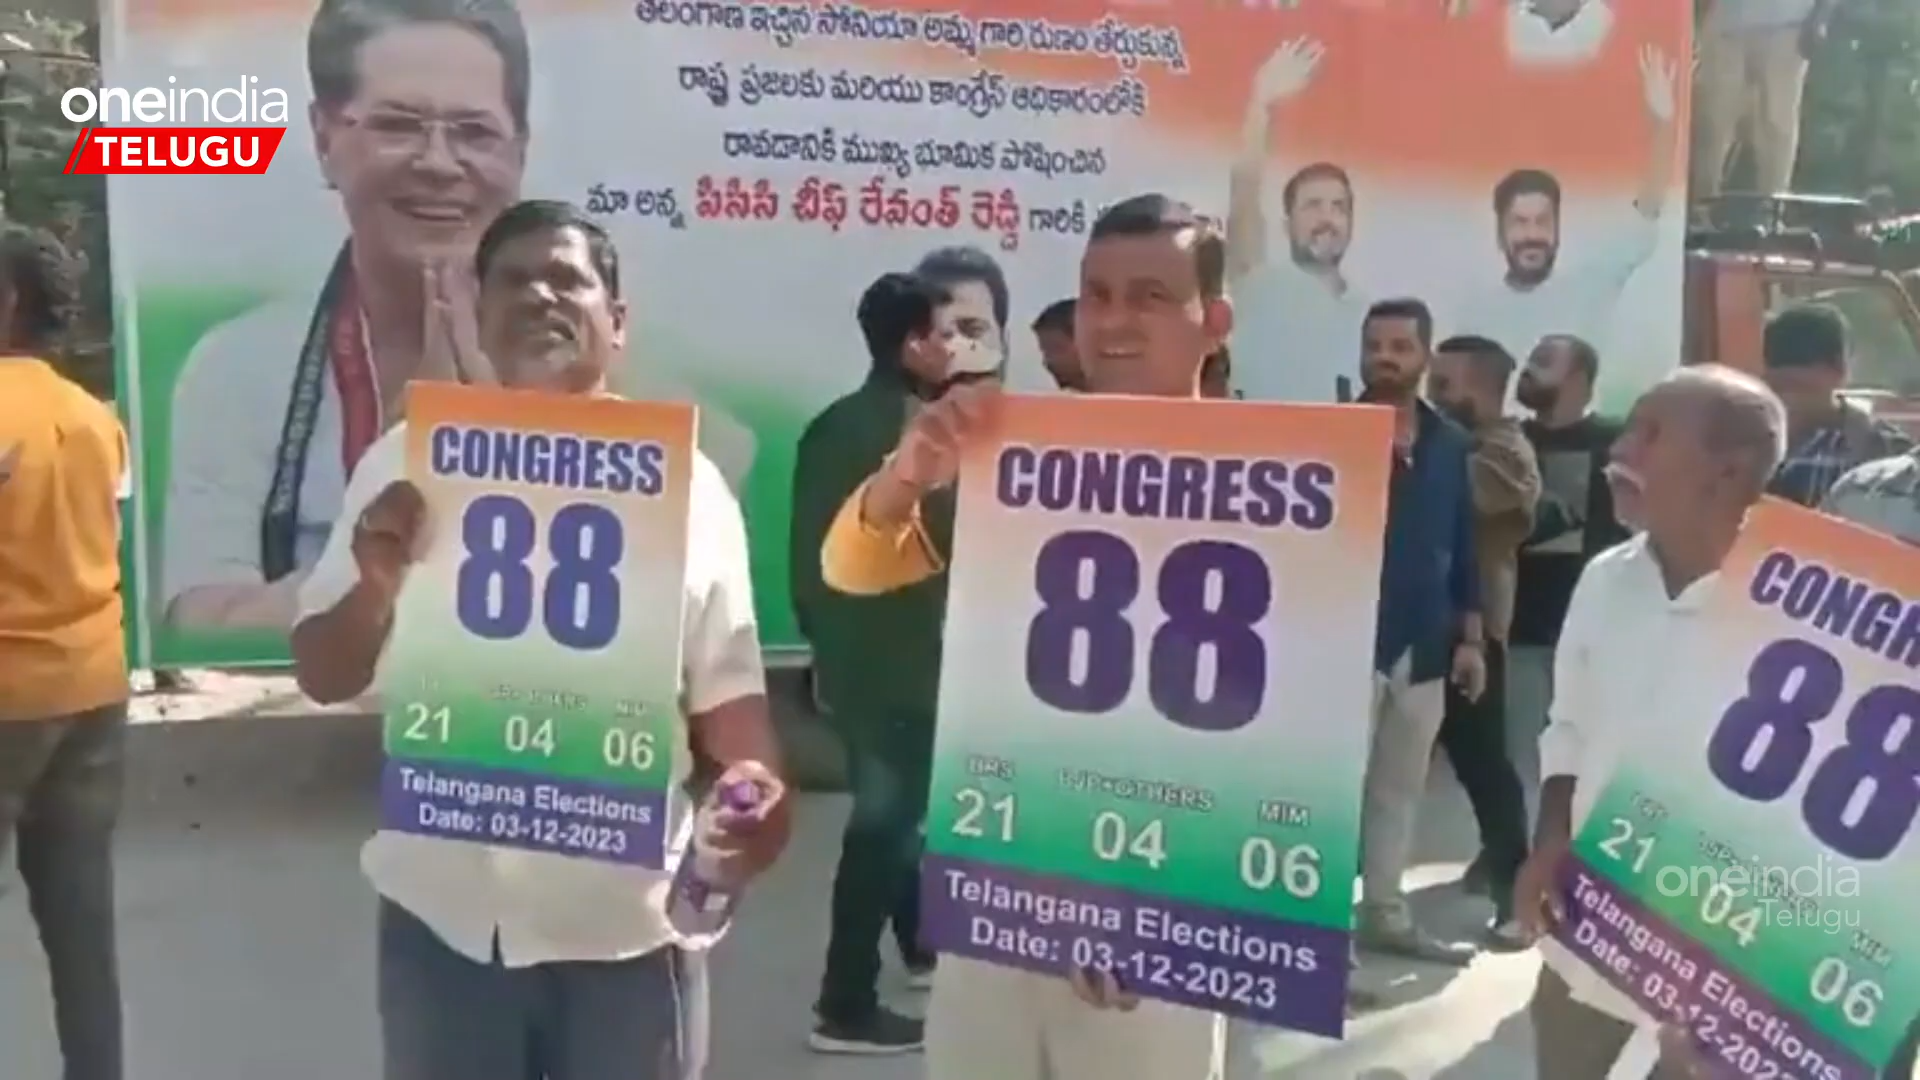 తెలంగాణ ఇచ్చిన సోనియా అమ్మ గారి రుణం తీర్చుకున్న
రాష్ట్ర ప్రజలకు మరియు కాంగ్రేస్ అధికారంలోకి
రావడానికి ముఖ్య భూమిక పోషించిన
మా అన్న పిసిసి చీఫ్ రేవంత్ రెడ్డి గారికి
oneindia
TELUGU
CONGRESS
88
21 04 06
Telangana Elections
Date: 03-12-2023
CONGRESS
88
BRS BJP+OTHERS MIM
21 04 06
Telangana Elections
Date: 03-12-2023
88
MIM
21 04 06
Telangana Elections
Date: 03-12-202
oneindia
Telugu